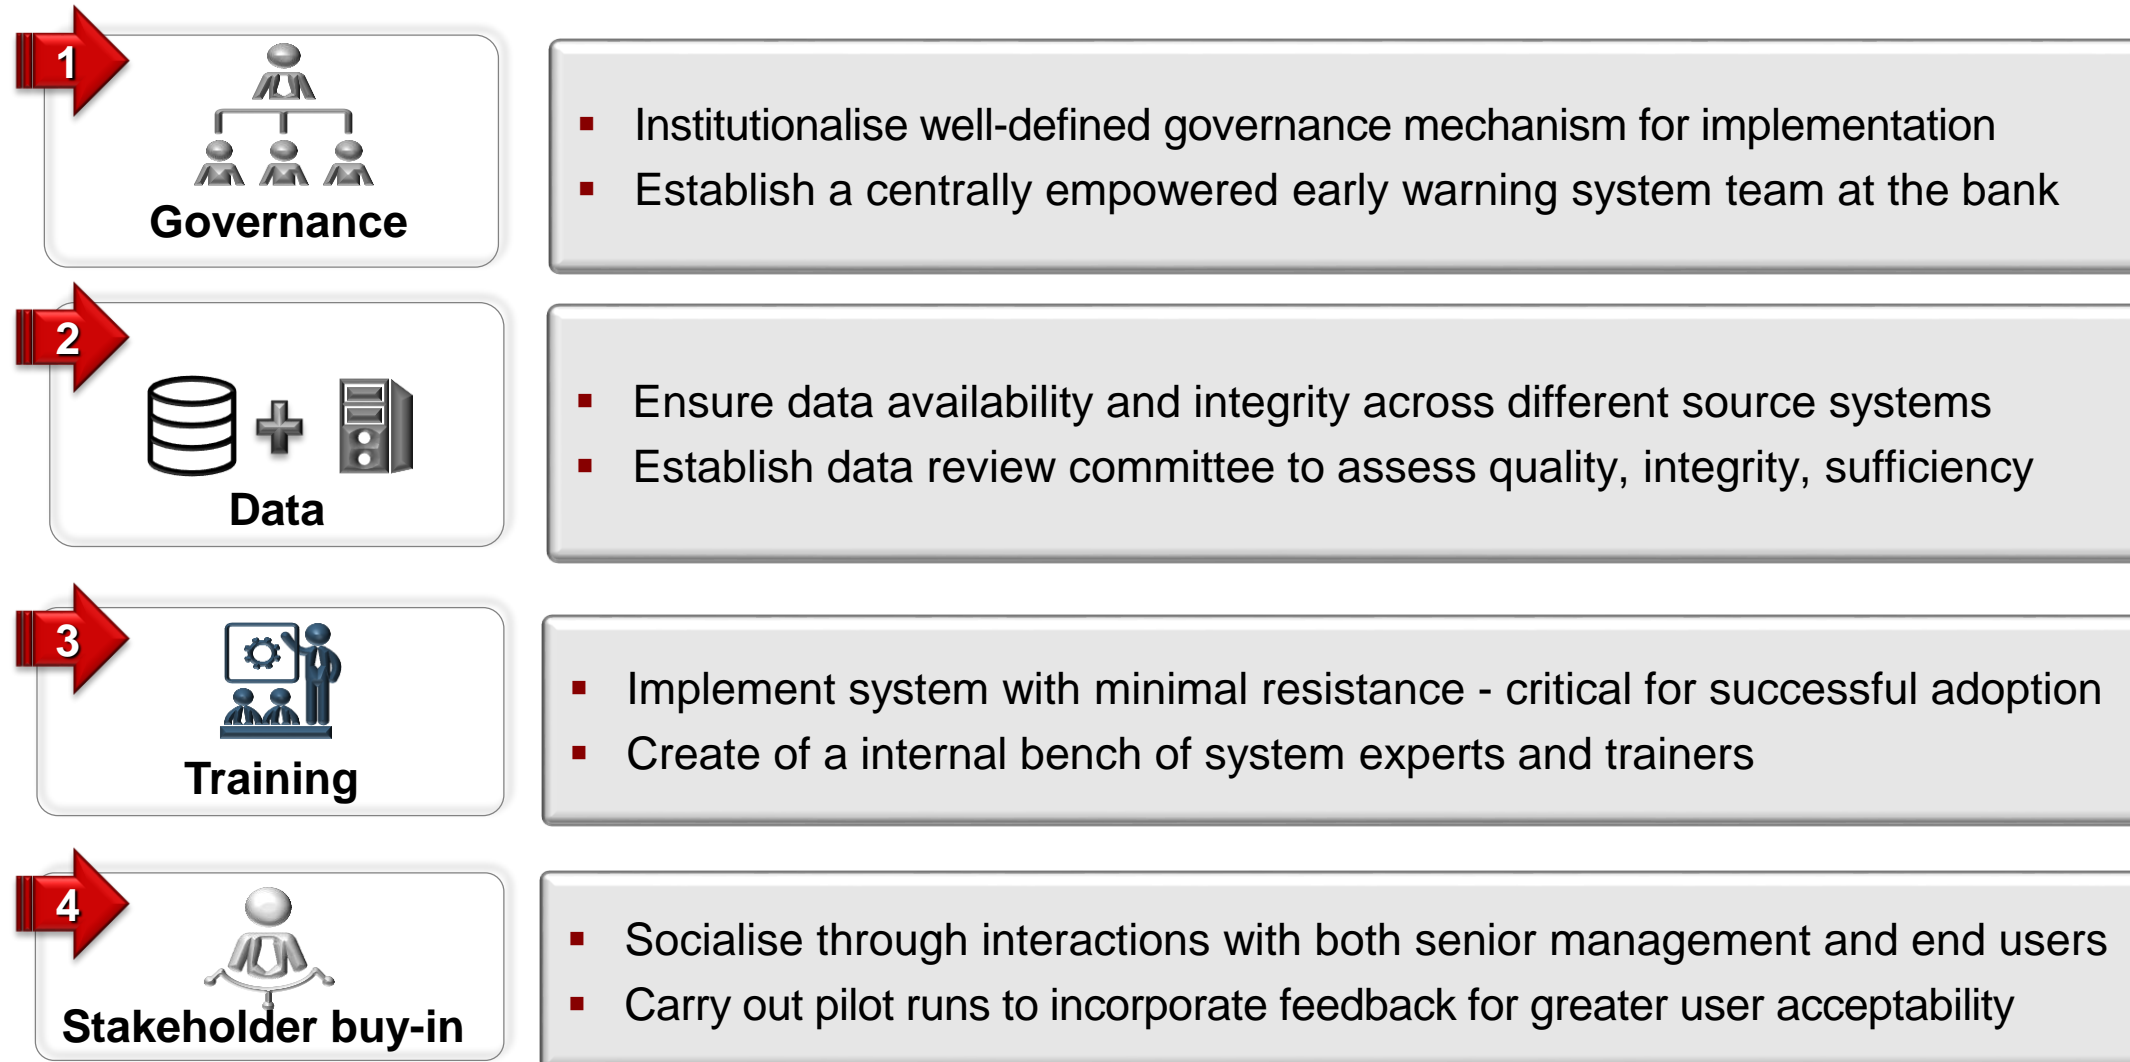 1
Governance
▪ Institutionalise well-defined governance mechanism for implementation
▪ Establish a centrally empowered early warning system team at the bank
2
Data
▪ Ensure data availability and integrity across different source systems
▪ Establish data review committee to assess quality, integrity, sufficiency
3
Training
▪ Implement system with minimal resistance - critical for successful adoption
▪ Create of a internal bench of system experts and trainers
4
Stakeholder buy-in
▪ Socialise through interactions with both senior management and end users
▪ Carry out pilot runs to incorporate feedback for greater user acceptability